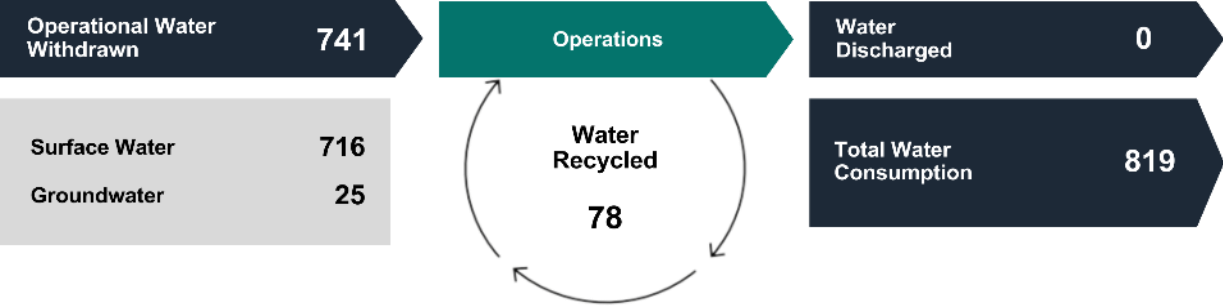 Operational Water
Withdrawn
741
Operations
Water
Discharged
0
Surface Water
716
Groundwater
25
Water
Recycled
78
Total Water
Consumption
819